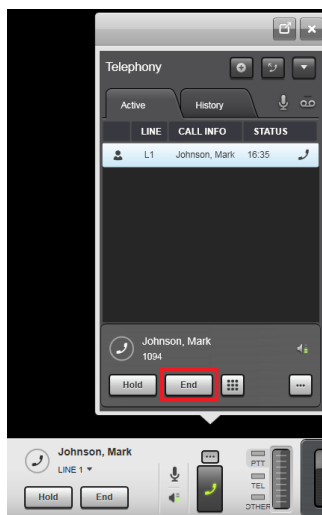 Telephony
Active History
LINE CALL INFO STATUS
L1 Johnson, Mark 16:35
Johnson, Mark
1094
Hold End
Johnson, Mark
LINE 1
Hold End
PTT
TEL
OTHER